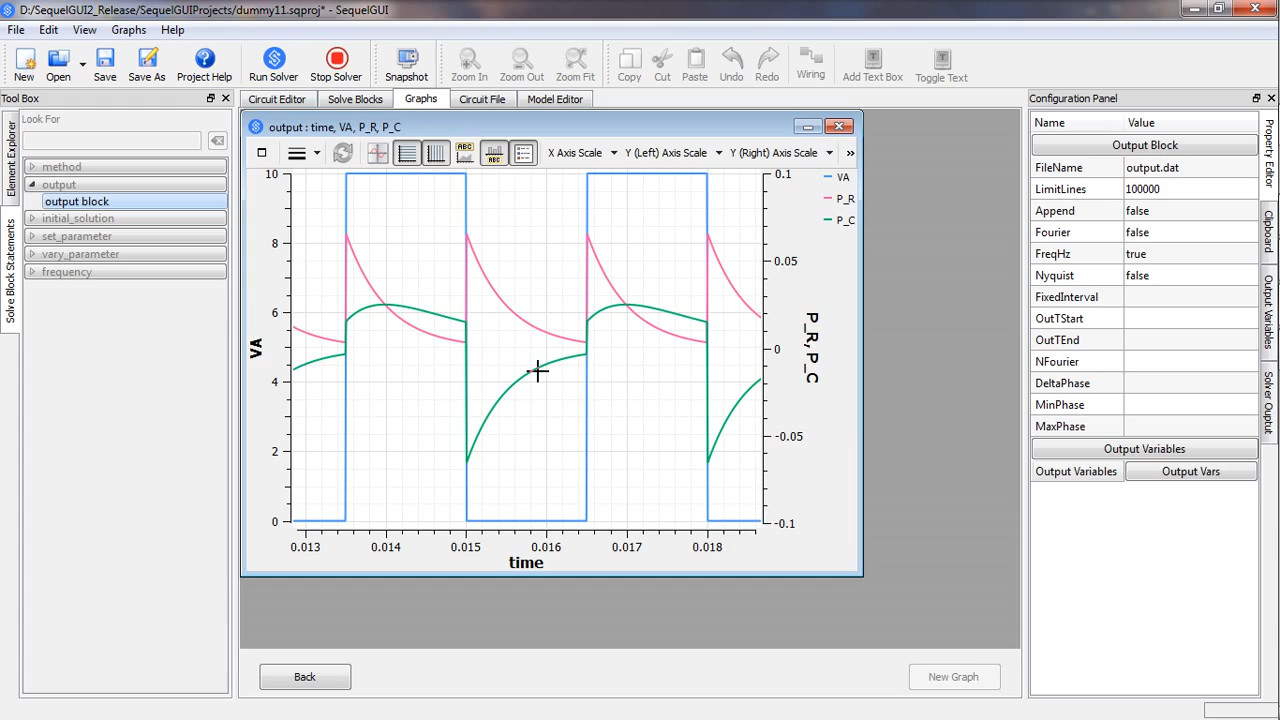 D:/SequelGUI2_Release/SequelGUIProjects/dummy11.sqproj* - SequelGUI
File Edit View Graphs Help
New Open Save Save As Project Help Run Solver Stop Solver Snapshot Zoom In Zoom Out Zoom Fit Copy Cut Paste Undo Redo Wiring Add Text Box Toggle Text
Tool Box
Circuit Editor Solve Blocks Graphs Circuit File Model Editor
Configuration Panel
Look For
method
output
output block
initial_solution
set_parameter
vary_parameter
frequency
Element Explorer
Solve Block Statements
output : time, VA, P_R, P_C
ABC
ABC
X Axis Scale Y (Left) Axis Scale Y (Right) Axis Scale »
VA
P_R
P_C
10
8
6
4
2
0
VA
0.1
0.05
0
-0.05
-0.1
P_R, P_C
0.013 0.014 0.015 0.016 0.017 0.018
time
Back
New Graph
Name Value
Output Block
FileName output.dat
LimitLines 100000
Append false
Fourier false
FreqHz true
Nyquist false
FixedInterval
OutTStart
OutTEnd
NFourier
DeltaPhase
MinPhase
MaxPhase
Output Variables
Output Variables Output Vars
Property Editor
Clipboard
Output Variables
Solver Output